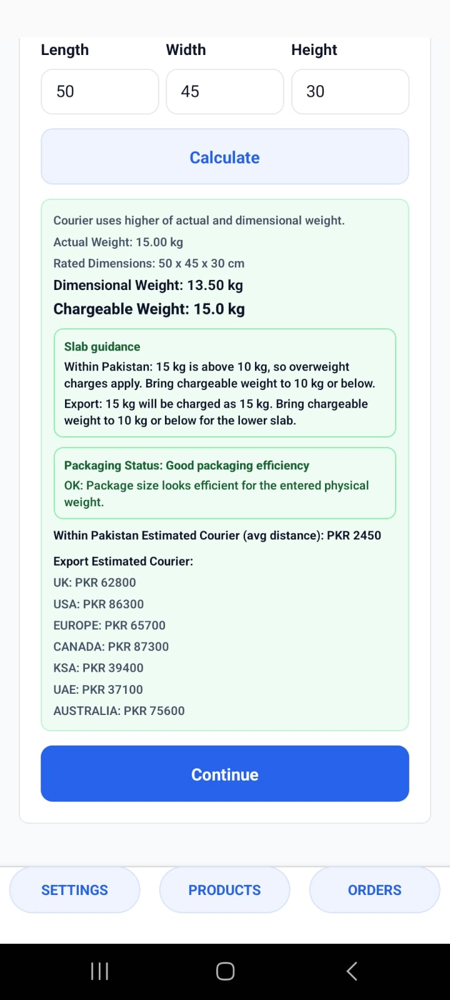 Length Width Height
50 45 30
Calculate
Courier uses higher of actual and dimensional weight.
Actual Weight: 15.00 kg
Rated Dimensions: 50 x 45 x 30 cm
Dimensional Weight: 13.50 kg
Chargeable Weight: 15.0 kg
Slab guidance
Within Pakistan: 15 kg is above 10 kg, so overweight
charges apply. Bring chargeable weight to 10 kg or below.
Export: 15 kg will be charged as 15 kg. Bring chargeable
weight to 10 kg or below for the lower slab.
Packaging Status: Good packaging efficiency
OK: Package size looks efficient for the entered physical
weight.
Within Pakistan Estimated Courier (avg distance): PKR 2450
Export Estimated Courier:
UK: PKR 62800
USA: PKR 86300
EUROPE: PKR 65700
CANADA: PKR 87300
KSA: PKR 39400
UAE: PKR 37100
AUSTRALIA: PKR 75600
Continue
SETTINGS PRODUCTS ORDERS